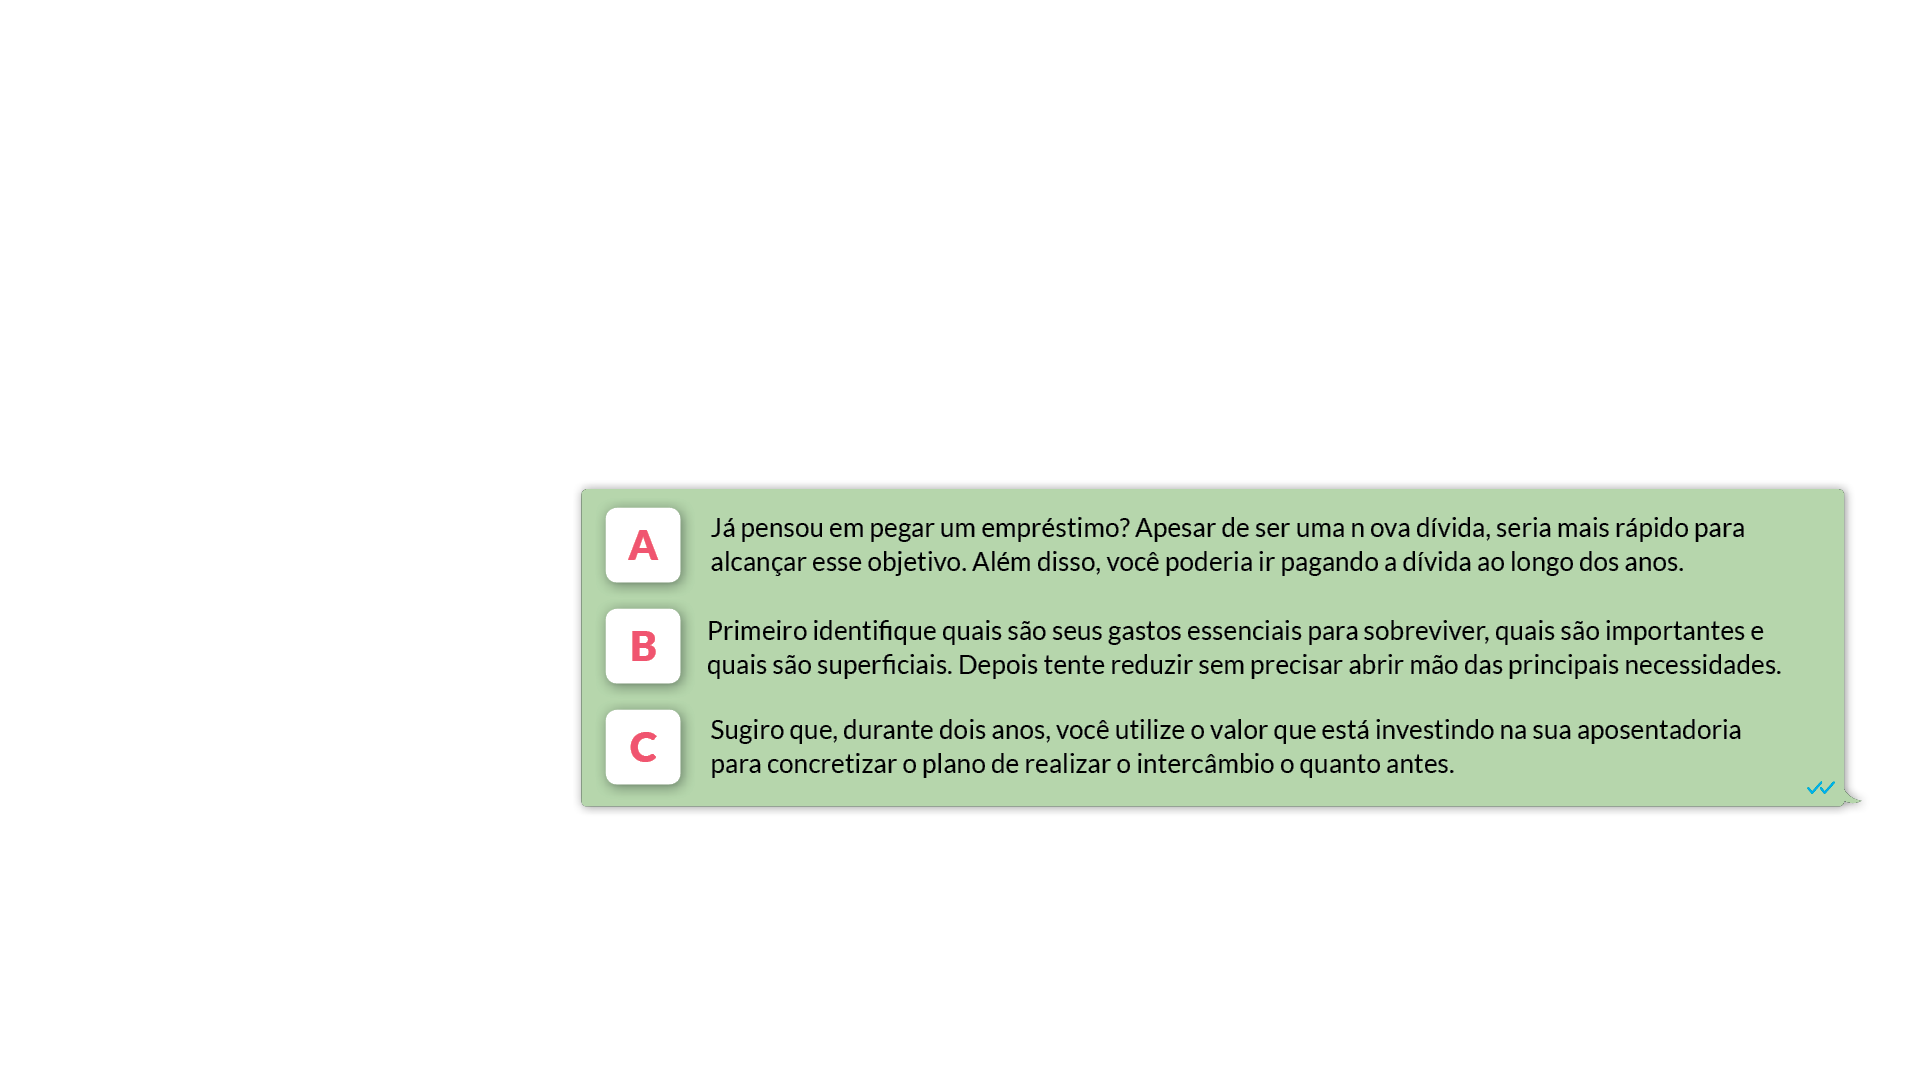 A
Já pensou em pegar um empréstimo? Apesar de ser uma n ova dívida, seria mais rápido para
alcançar esse objetivo. Além disso, você poderia ir pagando a dívida ao longo dos anos.
B
Primeiro identifique quais são seus gastos essenciais para sobreviver, quais são importantes e
quais são superficiais. Depois tente reduzir sem precisar abrir mão das principais necessidades.
C
Sugiro que, durante dois anos, você utilize o valor que está investindo na sua aposentadoria
para concretizar o plano de realizar o intercâmbio o quanto antes.